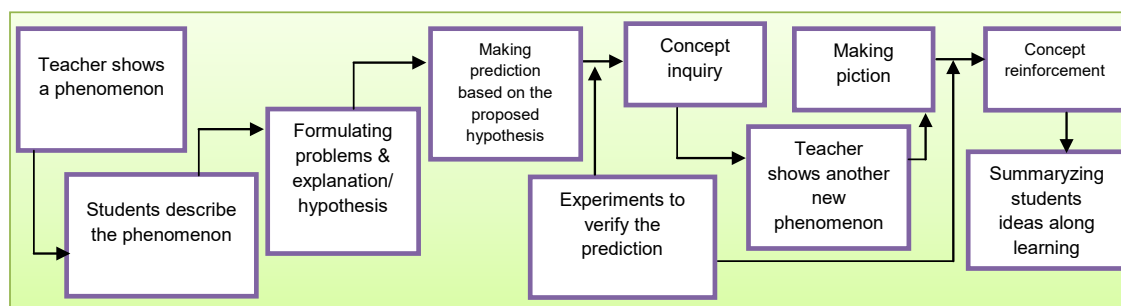 Teacher shows
a phenomenon
Students describe
the phenomenon
Formulating
problems &
explanation/
hypothesis
Making
prediction
based on the
proposed
hypothesis
Experiments to
verify the
prediction
Concept
inquiry
Teacher
shows another
new
phenomenon
Making
piction
Concept
reinforcement
Summaryzing
students
ideas along
learning